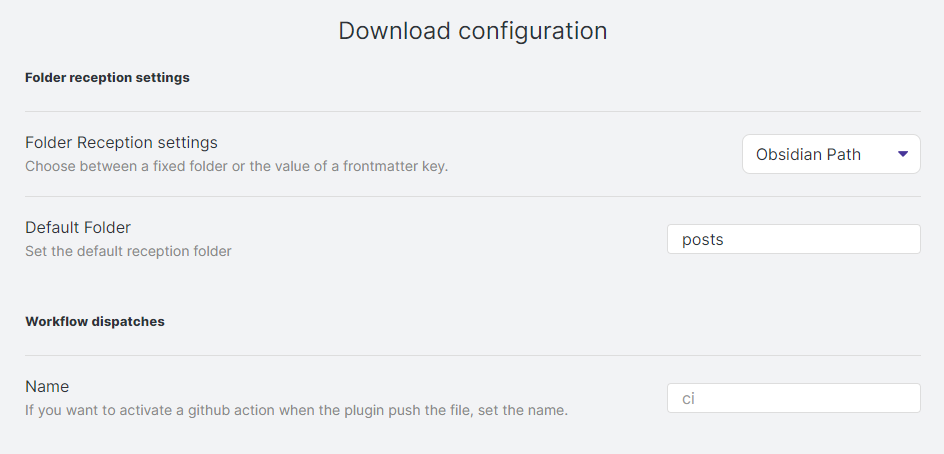 Download configuration
Folder reception settings
Folder Reception settings
Choose between a fixed folder or the value of a frontmatter key.
Obsidian Path
Default Folder
Set the default reception folder
posts
Workflow dispatches
Name
If you want to activate a github action when the plugin push the file, set the name.
ci